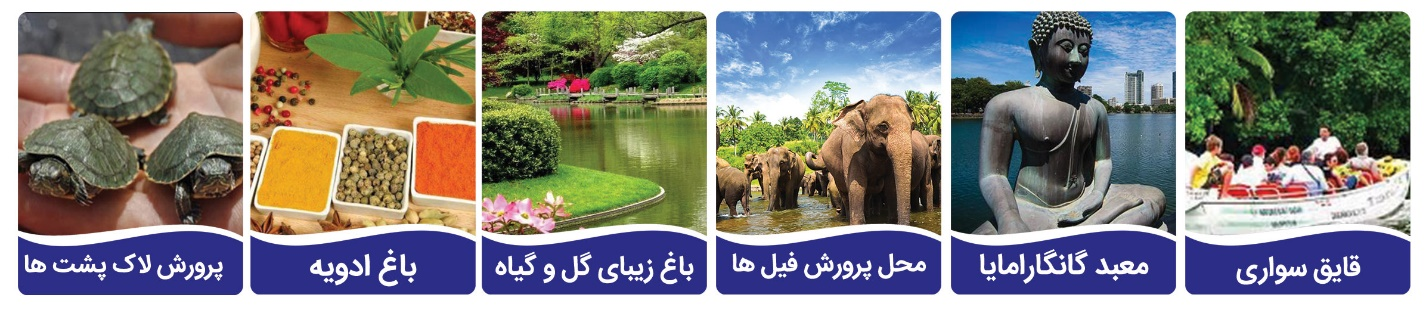 قایق سواری
معبد گانگارامایا
محل پرورش فیل ها
باغ زیبای گل و گیاه
باغ ادویه
پرورش لاک پشت ها